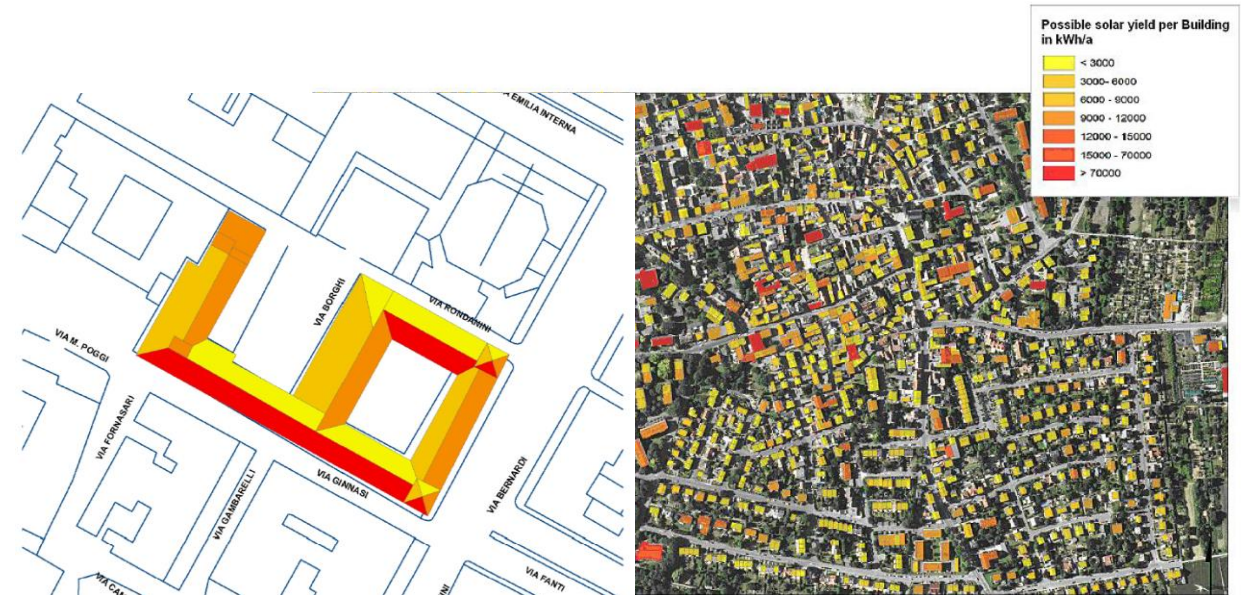 Possible solar yield per Building
in kWh/a
< 3000
3000- 6000
6000 - 9000
9000 - 12000
12000 - 15000
15000 - 70000
> 70000
A EMILIA INTERNA
VIA BORGHI
VIA RONDANINI
VIA M. POGGI
VIA FORNASARI
VIA GAMBARELLI
VIA GINNASI
VIA BERNARDI
VIA FANTI
VIA CAM
INI